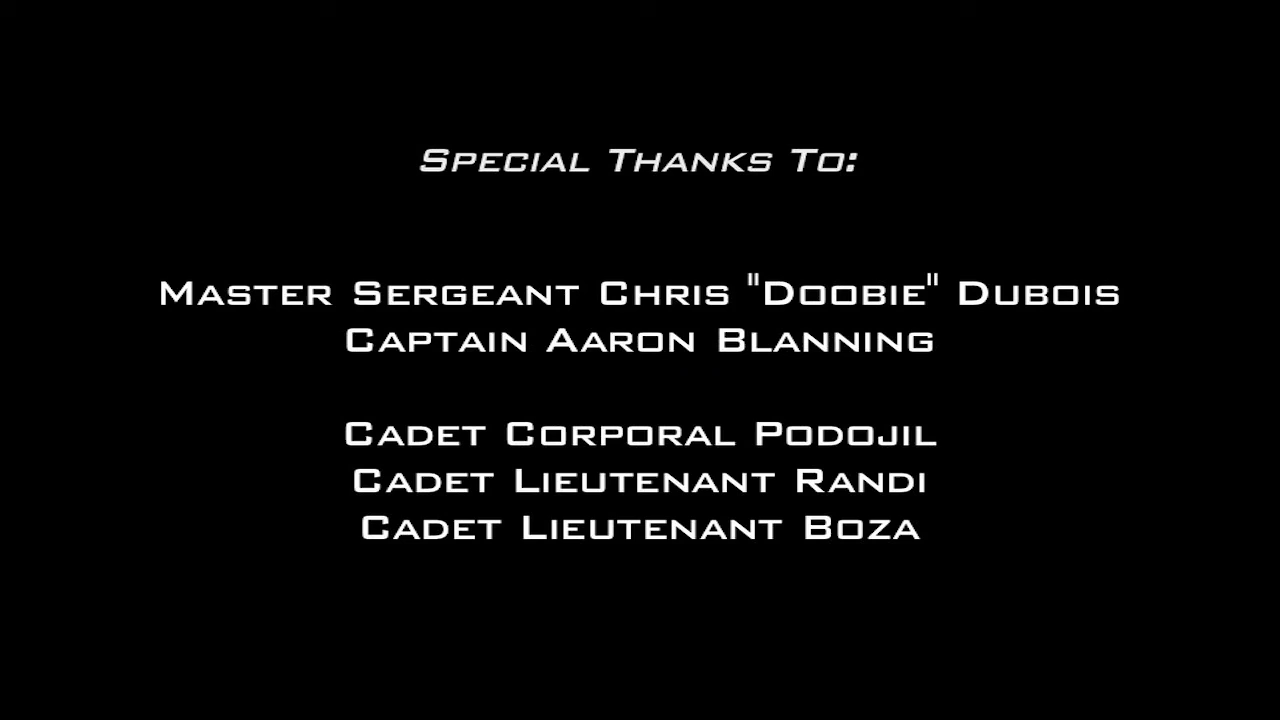 Special Thanks To:
Master Sergeant Chris "Doobie" Dubois
Captain Aaron Blanning
Cadet Corporal Podojil
Cadet Lieutenant Randi
Cadet Lieutenant Boza